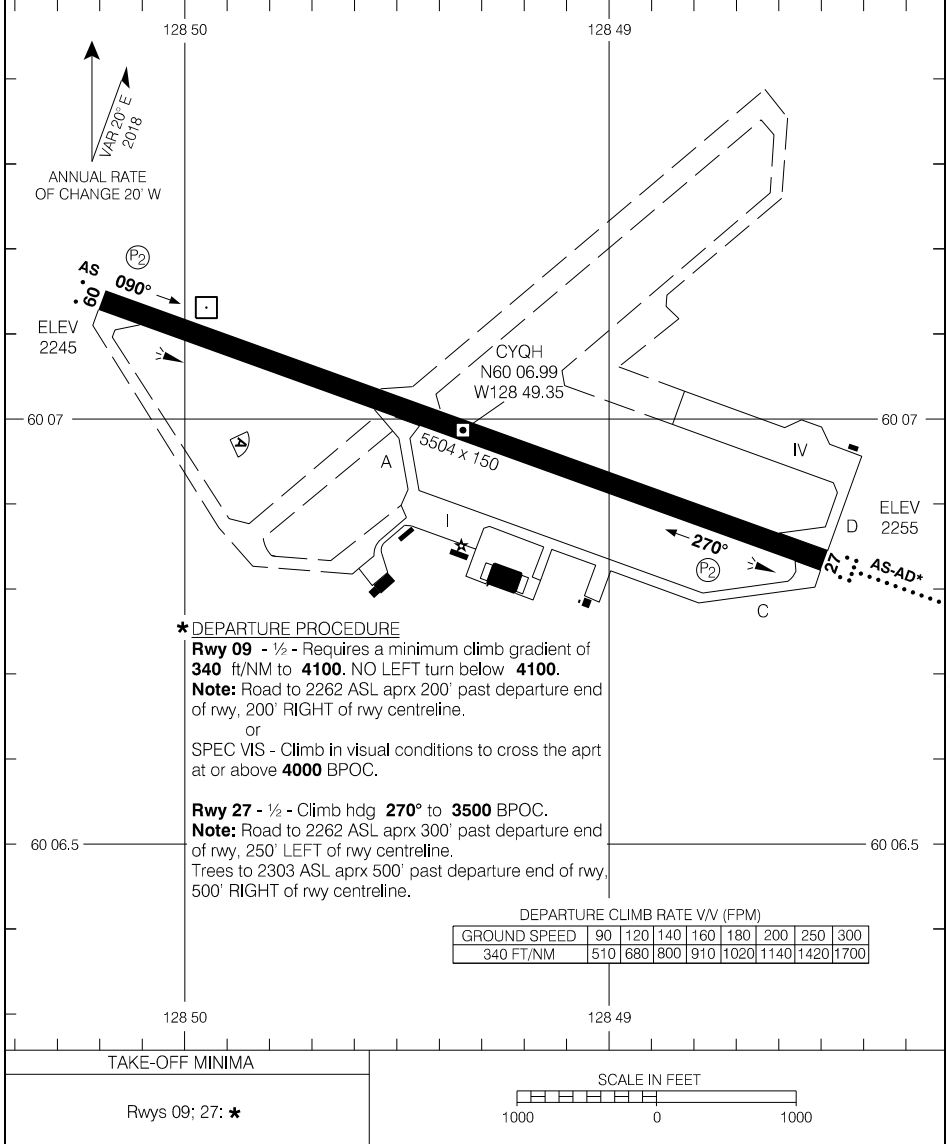 128 50
128 49
VAR 20° E
2018
ANNUAL RATE
OF CHANGE 20' W
P2
AS
090°
09
ELEV
2245
CYQH
N60 06.99
W128 49.35
60 07
60 07
5504 x 150
A
A
IV
I
ELEV
2255
D
270°
P2
27
AS-AD*
C
* DEPARTURE PROCEDURE
Rwy 09 - ½ - Requires a minimum climb gradient of
340 ft/NM to 4100. NO LEFT turn below 4100.
Note: Road to 2262 ASL aprx 200' past departure end
of rwy, 200' RIGHT of rwy centreline.
or
SPEC VIS - Climb in visual conditions to cross the aprt
at or above 4000 BPOC.
Rwy 27 - ½ - Climb hdg 270° to 3500 BPOC.
Note: Road to 2262 ASL aprx 300' past departure end
of rwy, 250' LEFT of rwy centreline.
Trees to 2303 ASL aprx 500' past departure end of rwy,
500' RIGHT of rwy centreline.
60 06.5
60 06.5
DEPARTURE CLIMB RATE V/V (FPM)
GROUND SPEED 90 120 140 160 180 200 250 300
340 FT/NM 510 680 800 910 1020 1140 1420 1700
128 50
128 49
TAKE-OFF MINIMA
Rwys 09; 27: *
SCALE IN FEET
1000 0 1000